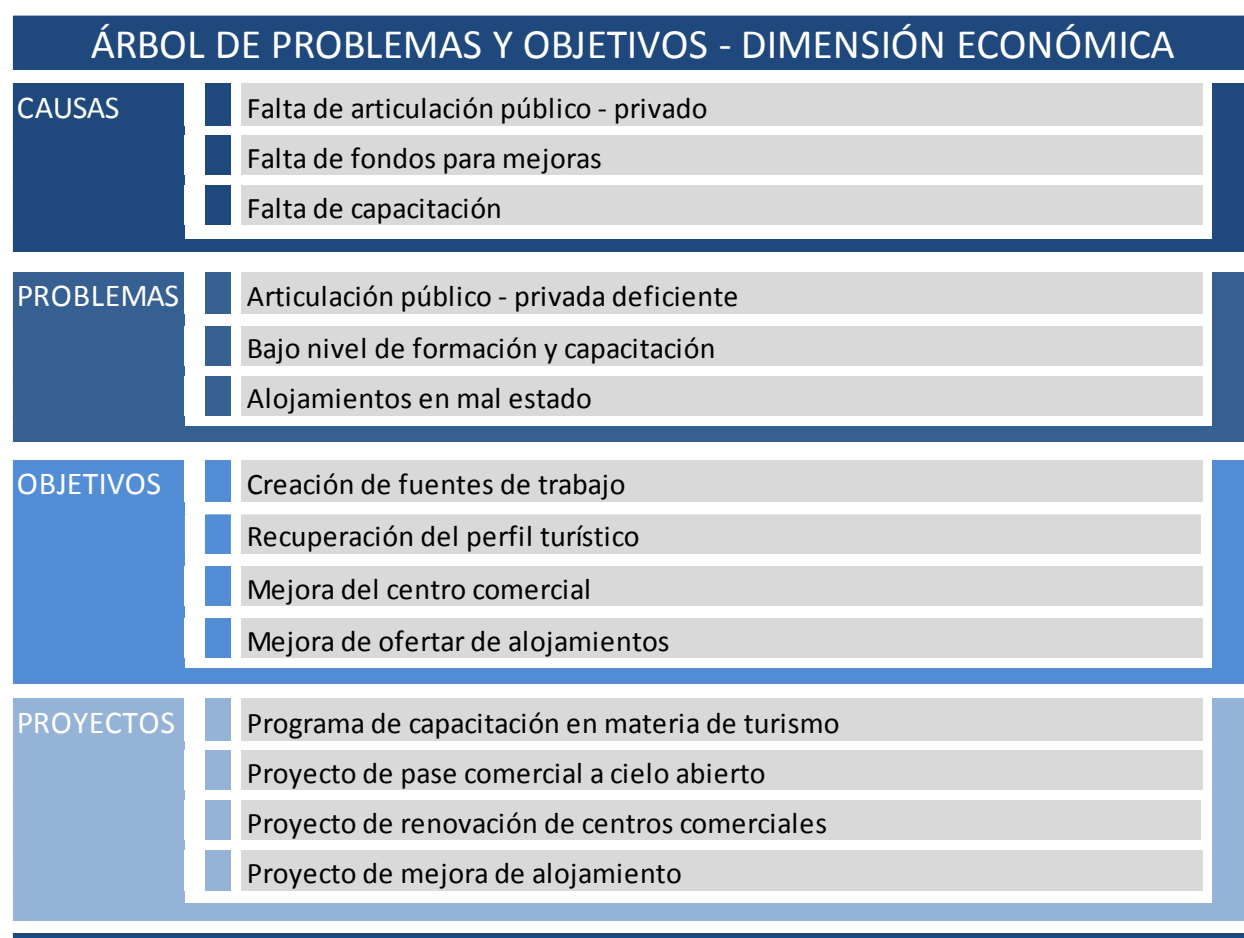 ÁRBOL DE PROBLEMAS Y OBJETIVOS - DIMENSIÓN ECONÓMICA
CAUSAS
Falta de articulación público - privado
Falta de fondos para mejoras
Falta de capacitación
PROBLEMAS
Articulación público - privada deficiente
Bajo nivel de formación y capacitación
Alojamientos en mal estado
OBJETIVOS
Creación de fuentes de trabajo
Recuperación del perfil turístico
Mejora del centro comercial
Mejora de ofertar de alojamientos
PROYECTOS
Programa de capacitación en materia de turismo
Proyecto de pase comercial a cielo abierto
Proyecto de renovación de centros comerciales
Proyecto de mejora de alojamiento